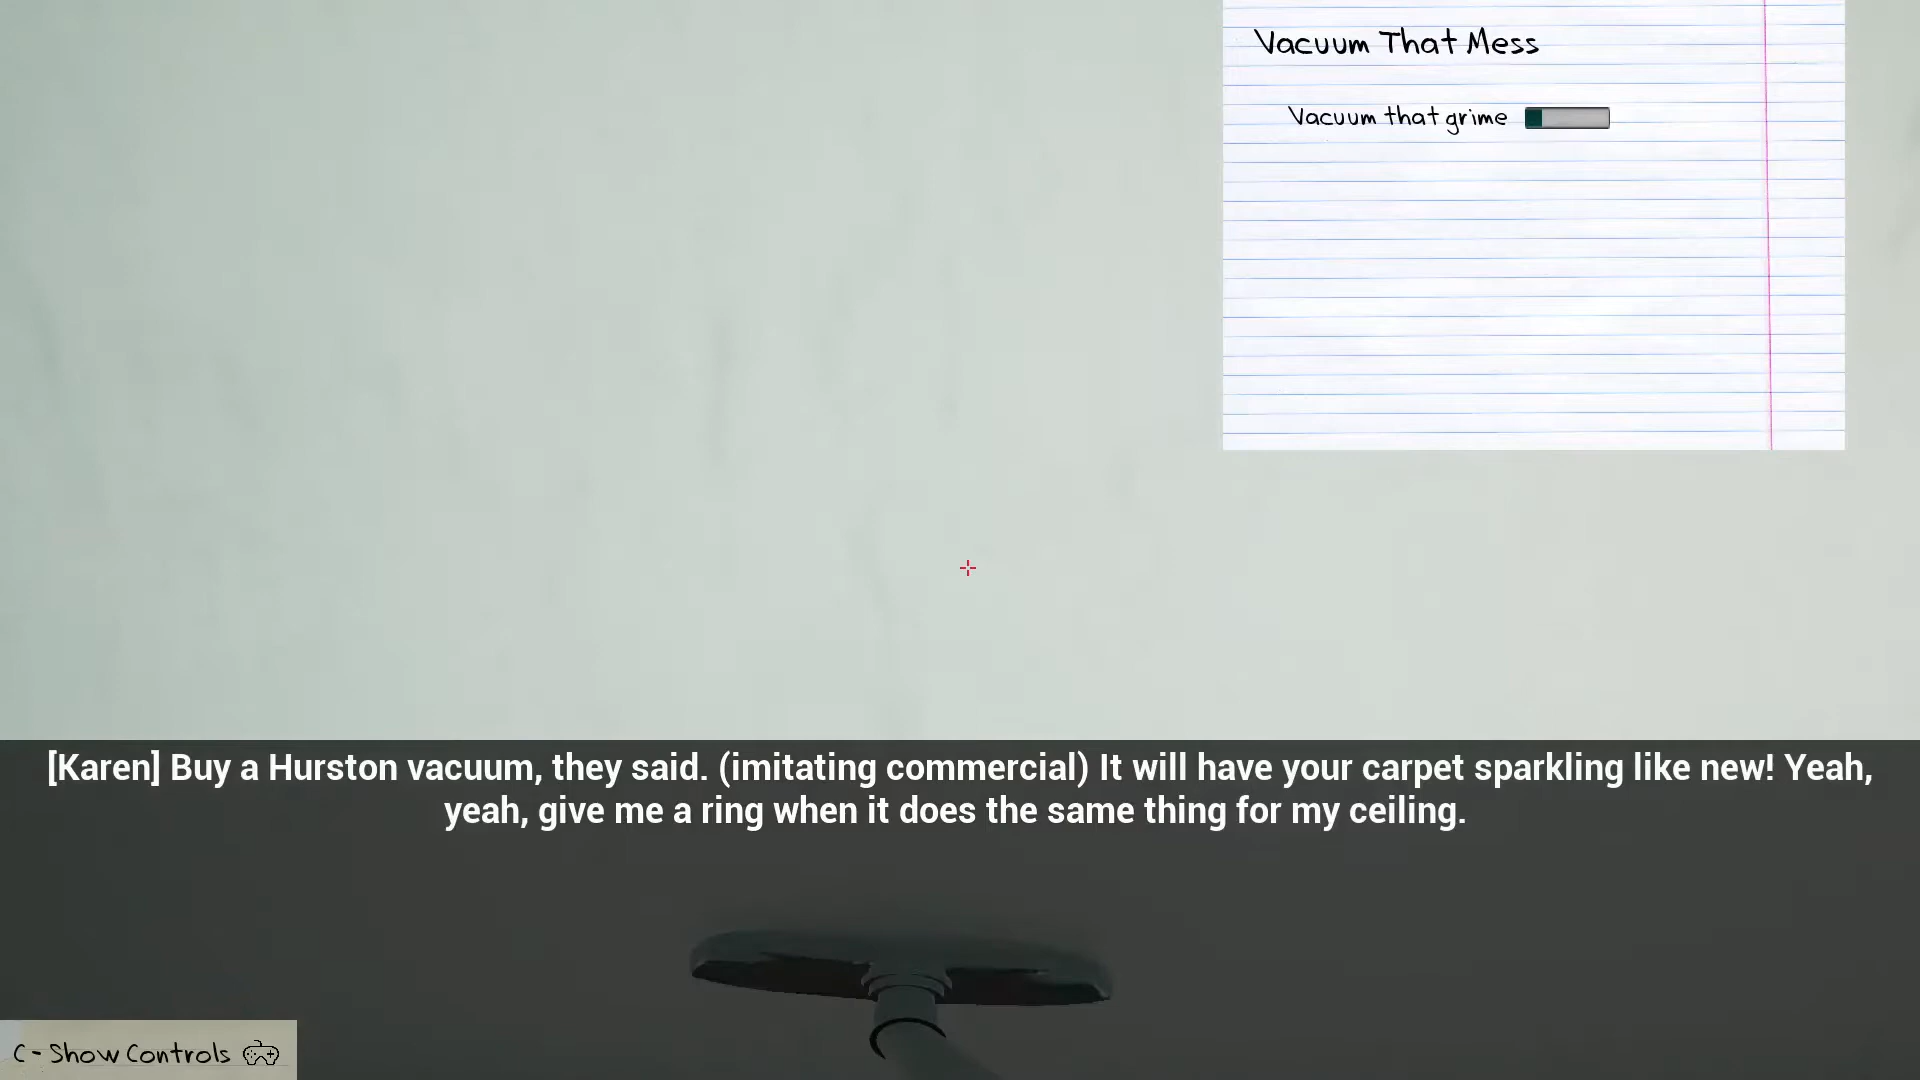 Vacuum That Mess
Vacuum that grime
[Karen] Buy a Hurston vacuum, they said. (imitating commercial) It will have your carpet sparkling like new! Yeah,
yeah, give me a ring when it does the same thing for my ceiling.
C - Show Controls